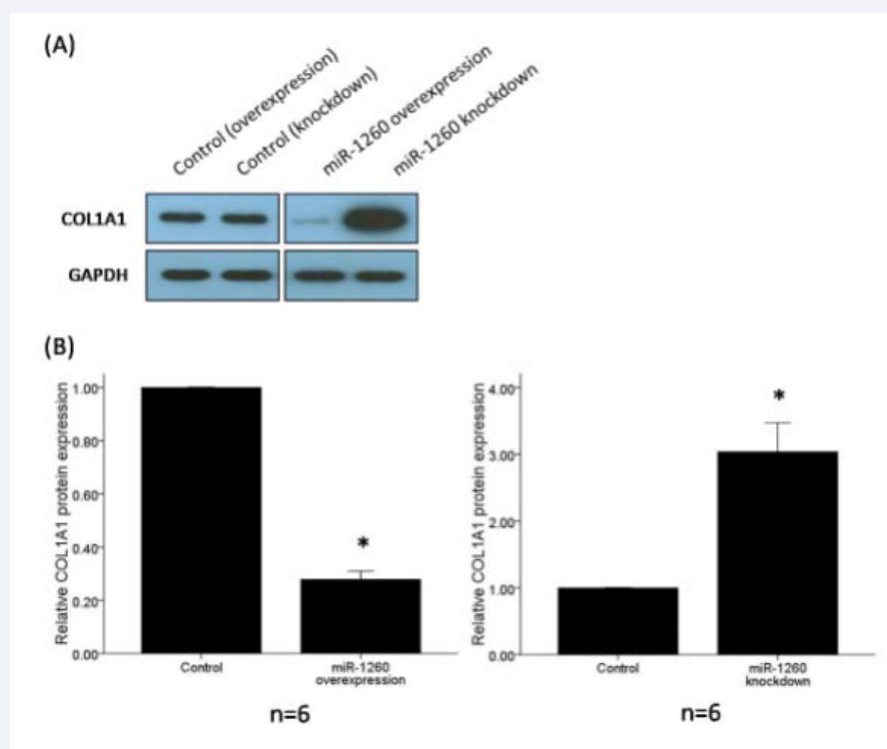 (A)
Control (overexpression)
Control (knockdown)
miR-1260 overexpression
miR-1260 knockdown
COL1A1
GAPDH
(B)
Relative COL1A1 protein expression
1.00
0.80
0.60
0.40
0.20
0.00
*
Control
miR-1260
overexpression
n=6
Relative COL1A1 protein expression
4.00
3.00
2.00
1.00
0.00
*
Control
miR-1260
knockdown
n=6